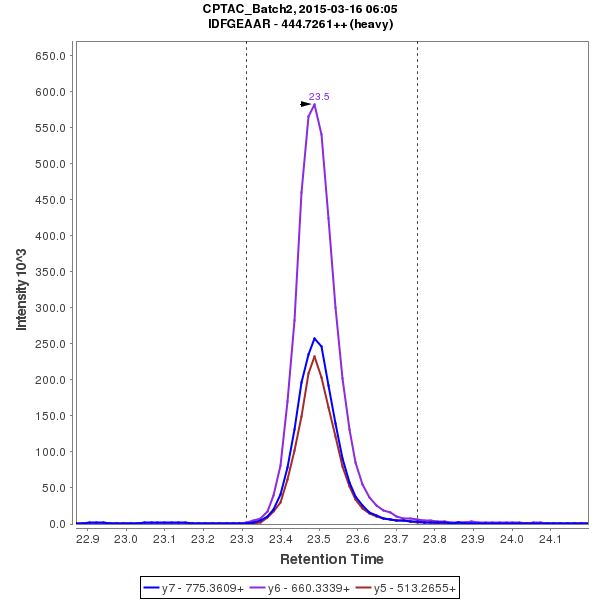 CPTAC_Batch2, 2015-03-16 06:05
IDFGEAAR - 444.7261++ (heavy)
650.0
600.0
550.0
500.0
450.0
400.0
350.0
300.0
250.0
200.0
150.0
100.0
50.0
0.0
Intensity 10^3
23.5
22.9 23.0 23.1 23.2 23.3 23.4 23.5 23.6 23.7 23.8 23.9 24.0 24.1
Retention Time
y7 - 775.3609+ y6 - 660.3339+ y5 - 513.2655+